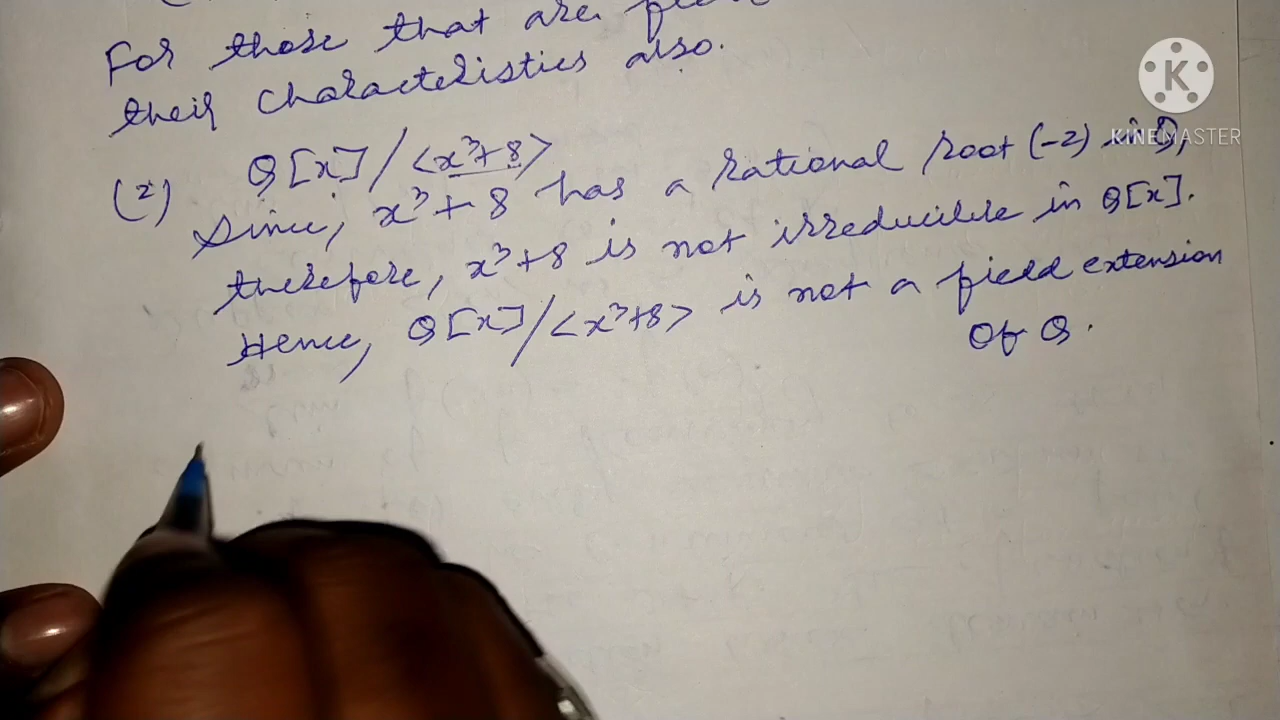 For those that are
their characteristics also.
(2) Q[x]/<x³+8>
Since, x³+8 has a rational root (-2) in Q,
therefore, x³+8 is not irreducible in Q[x].
Hence, Q[x]/<x³+8> is not a field extension
of Q.
K
KINEMASTER